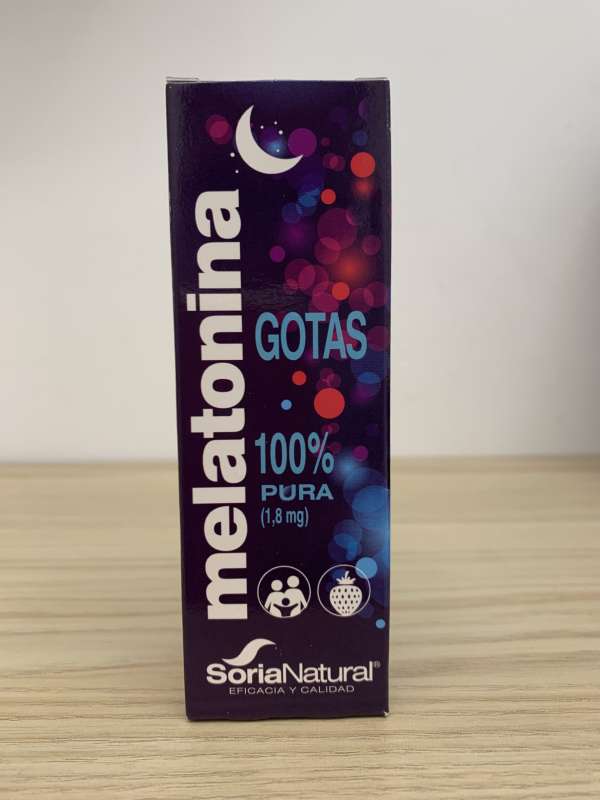 melatonina
GOTAS
100%
PURA
(1,8 mg)
SoriaNatural®
EFICACIA Y CALIDAD